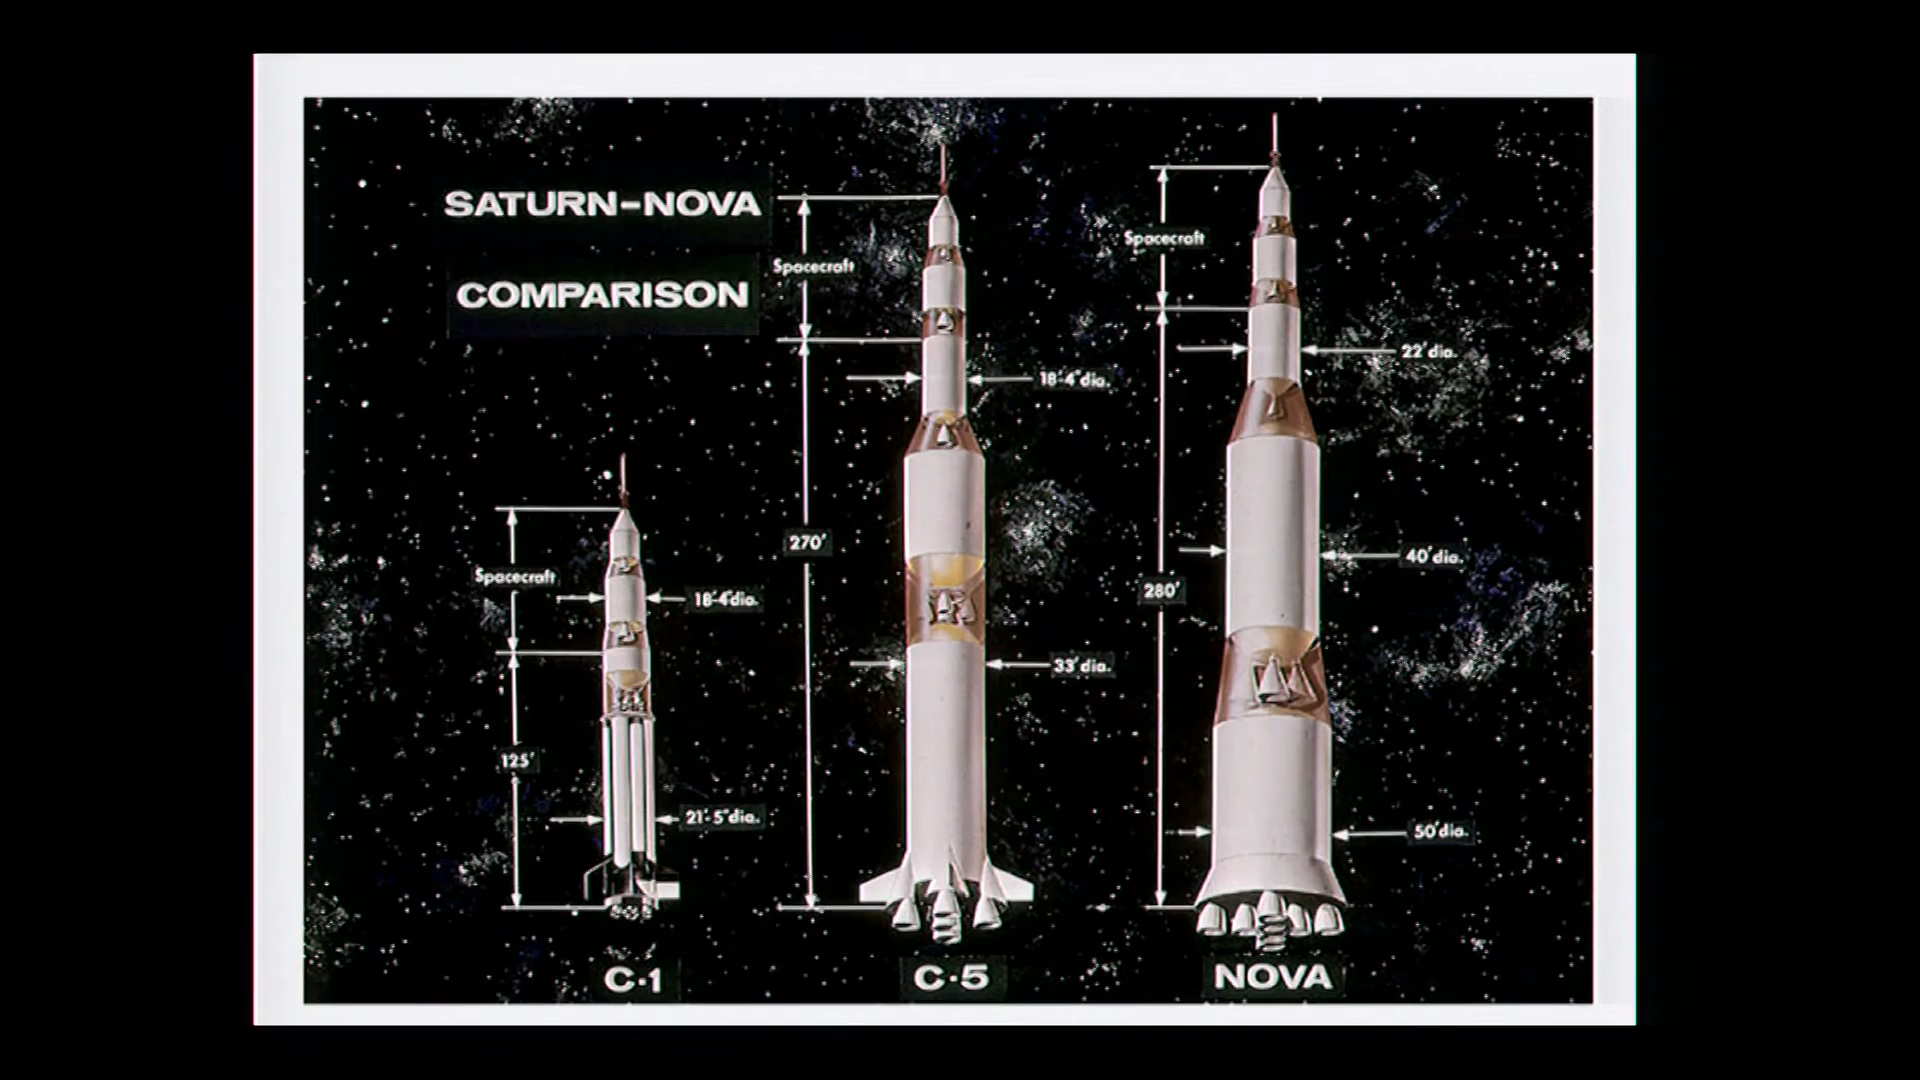 SATURN-NOVA
COMPARISON
Spacecraft
18'-4"dia.
125'
21'-5"dia.
C-1
Spacecraft
18'-4"dia.
270'
33'dia.
C-5
Spacecraft
22'dia.
40'dia.
280'
50'dia.
NOVA